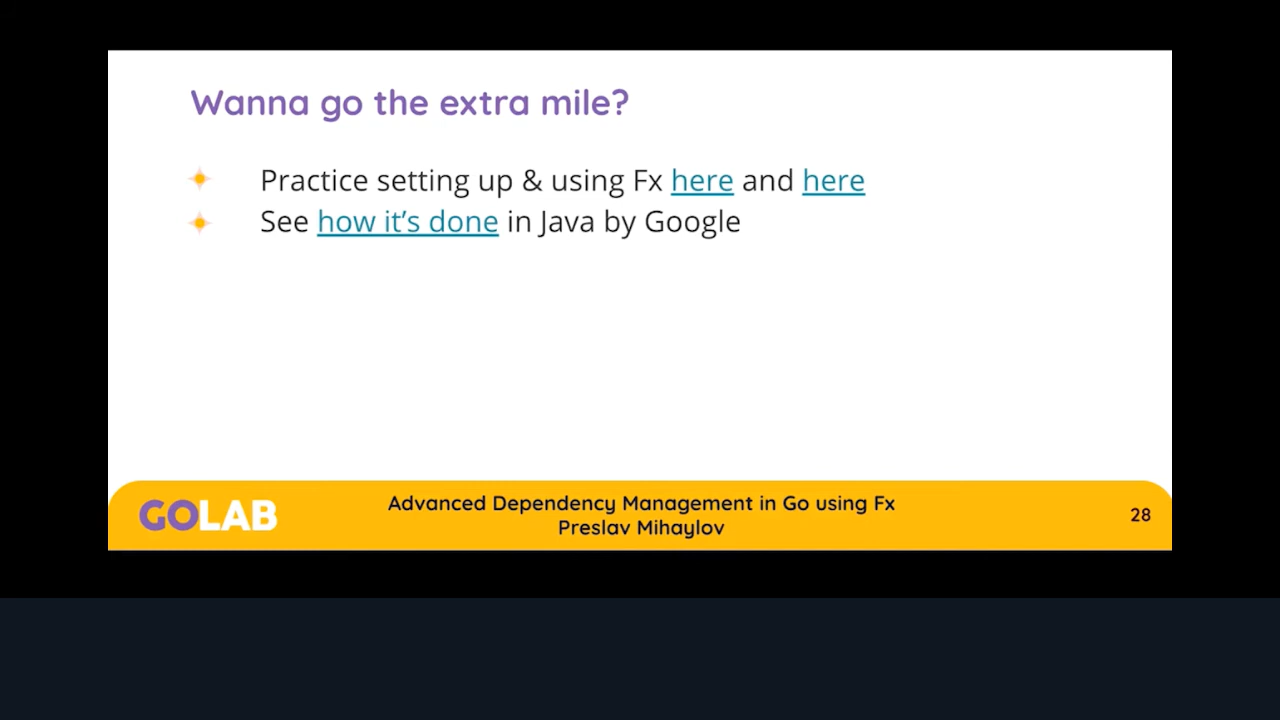 Wanna go the extra mile?
Practice setting up & using Fx here and here
See how it's done in Java by Google
GOLAB
Advanced Dependency Management in Go using Fx
Preslav Mihaylov
28